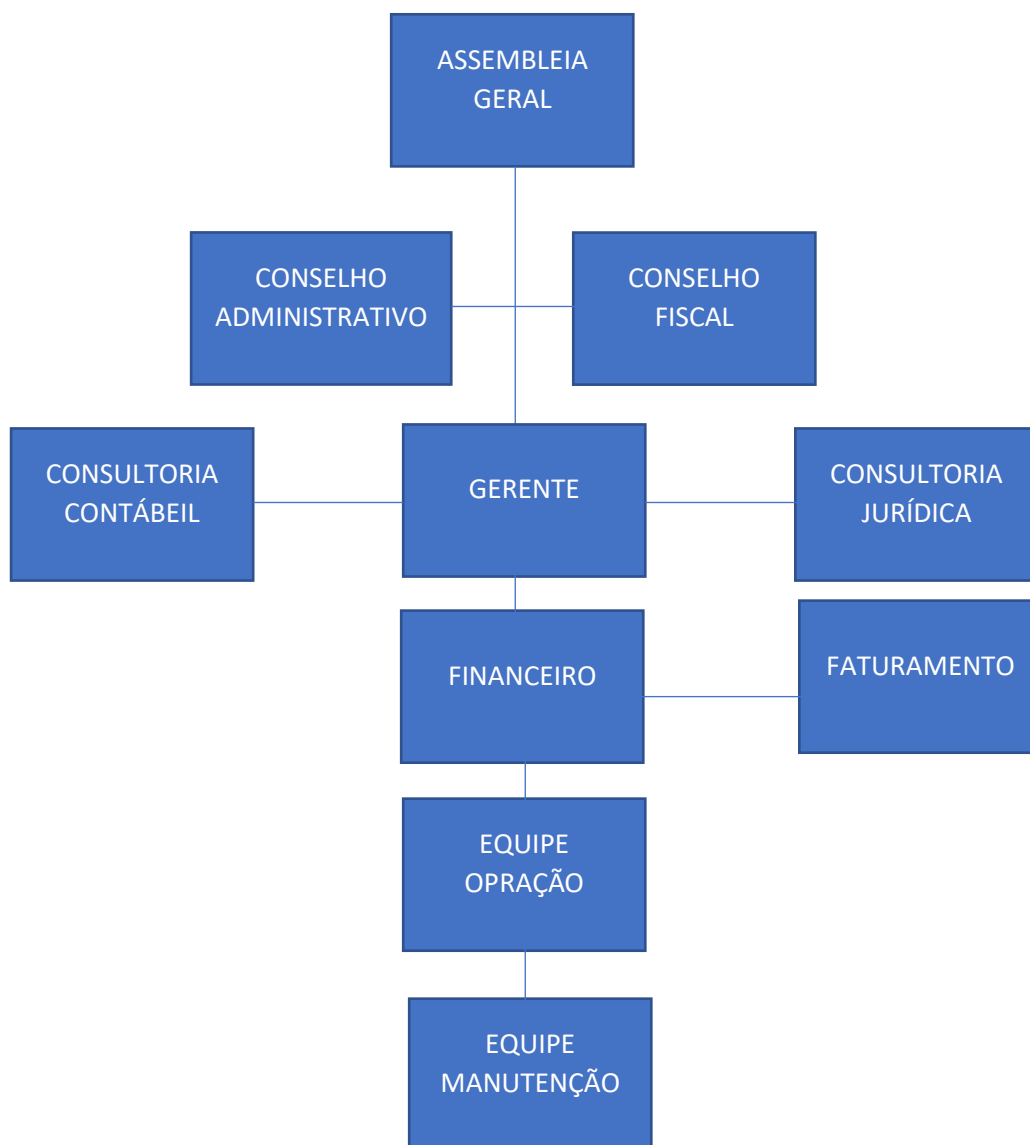 ASSEMBLEIA
GERAL
CONSELHO
ADMINISTRATIVO
CONSELHO
FISCAL
CONSULTORIA
CONTÁBEIL
GERENTE
CONSULTORIA
JURÍDICA
FINANCEIRO
FATURAMENTO
EQUIPE
OPRAÇÃO
EQUIPE
MANUTENÇÃO